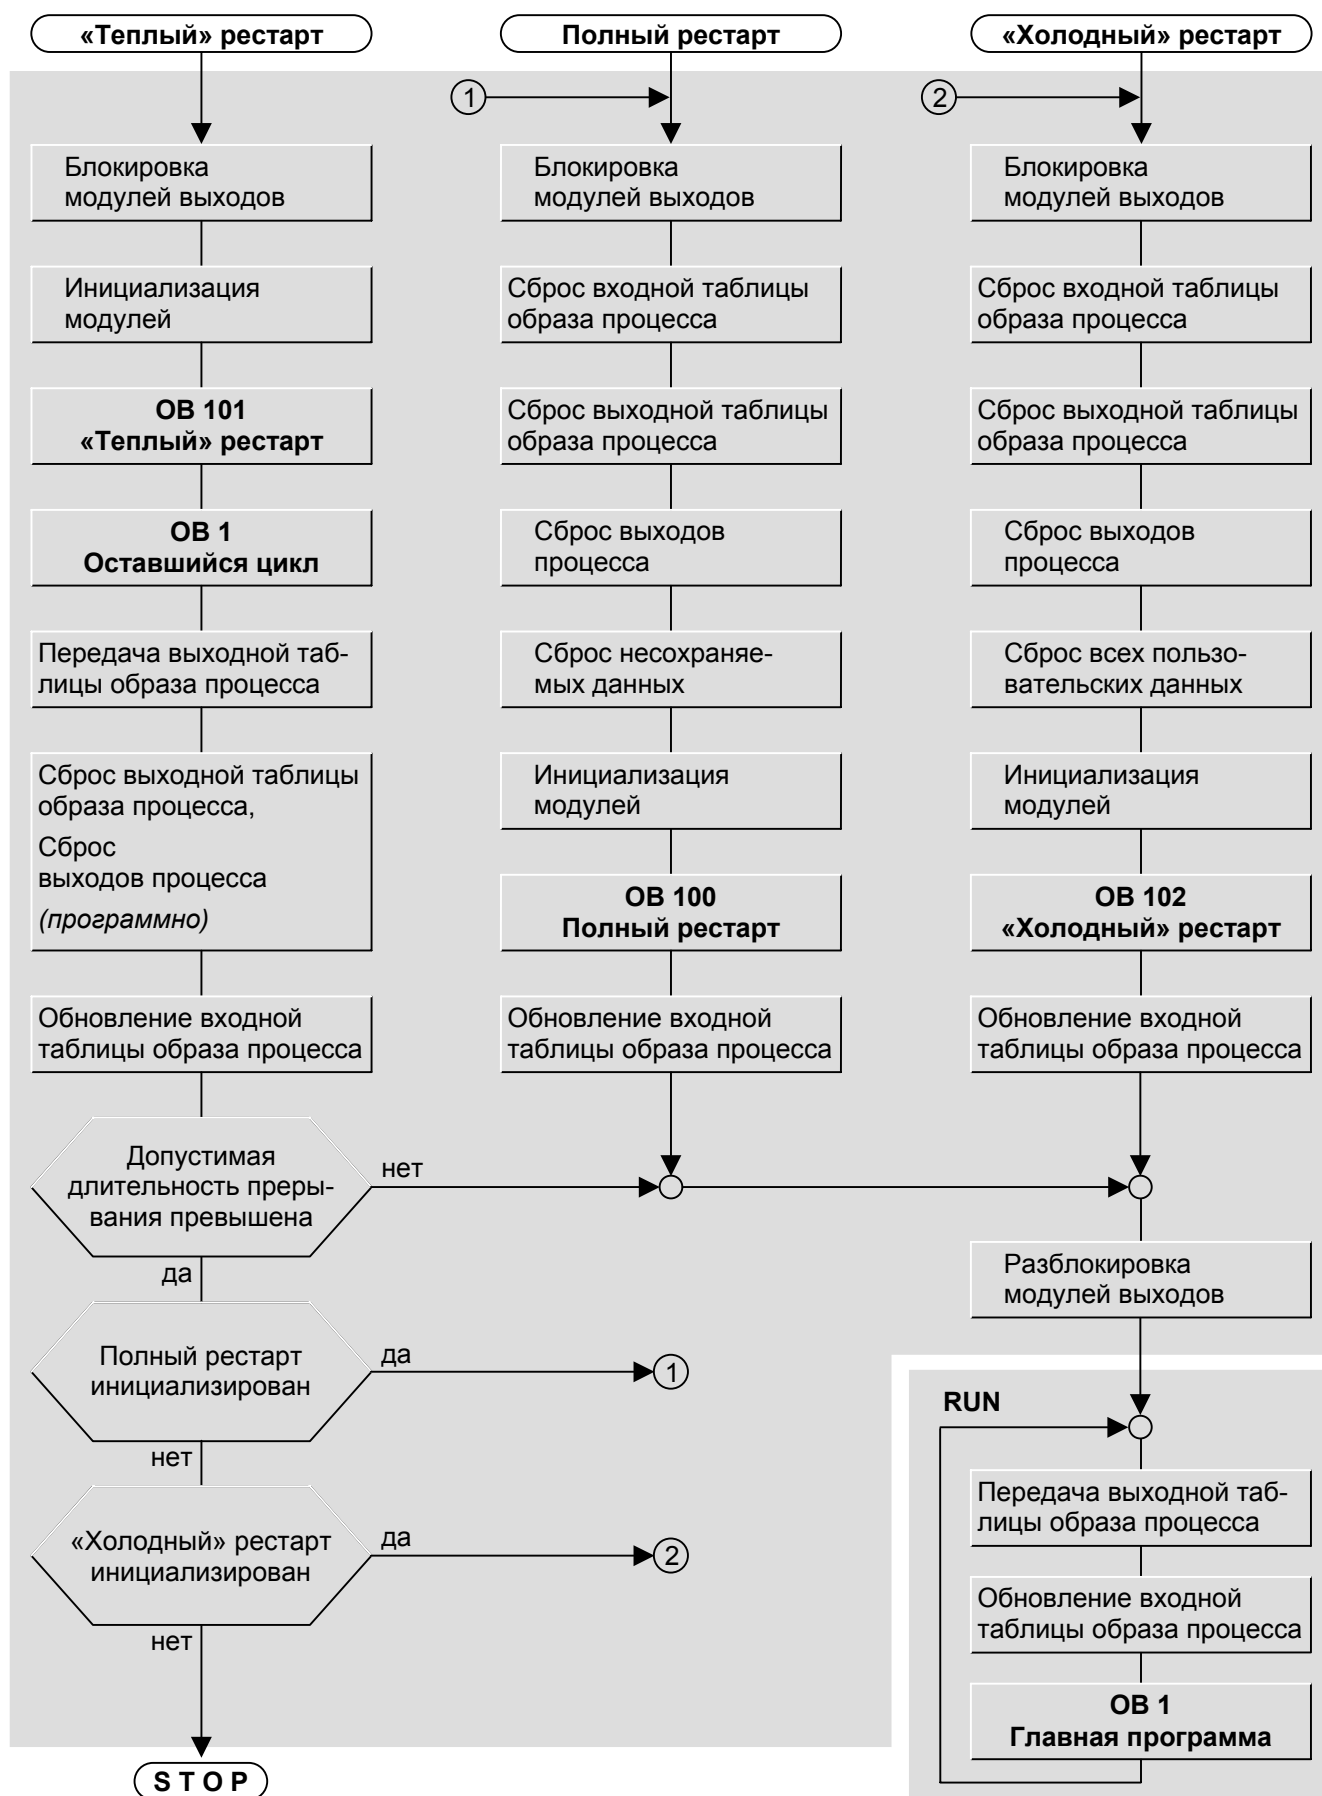 «Теплый» рестарт
Полный рестарт
«Холодный» рестарт
1
2
Блокировка
модулей выходов
Блокировка
модулей выходов
Блокировка
модулей выходов
Инициализация
модулей
Сброс входной таблицы
образа процесса
Сброс входной таблицы
образа процесса
OB 101
«Теплый» рестарт
Сброс выходной таблицы
образа процесса
Сброс выходной таблицы
образа процесса
OB 1
Оставшийся цикл
Сброс выходов
процесса
Сброс выходов
процесса
Передача выходной таб-
лицы образа процесса
Сброс несохраняе-
мых данных
Сброс всех пользо-
вательских данных
Сброс выходной таблицы
образа процесса,
Сброс
выходов процесса
(программно)
Инициализация
модулей
Инициализация
модулей
OB 100
Полный рестарт
OB 102
«Холодный» рестарт
Обновление входной
таблицы образа процесса
Обновление входной
таблицы образа процесса
Обновление входной
таблицы образа процесса
Допустимая
длительность преры-
вания превышена
нет
да
Разблокировка
модулей выходов
Полный рестарт
инициализирован
да
1
нет
RUN
«Холодный» рестарт
инициализирован
да
2
нет
Передача выходной таб-
лицы образа процесса
Обновление входной
таблицы образа процесса
OB 1
Главная программа
S T O P